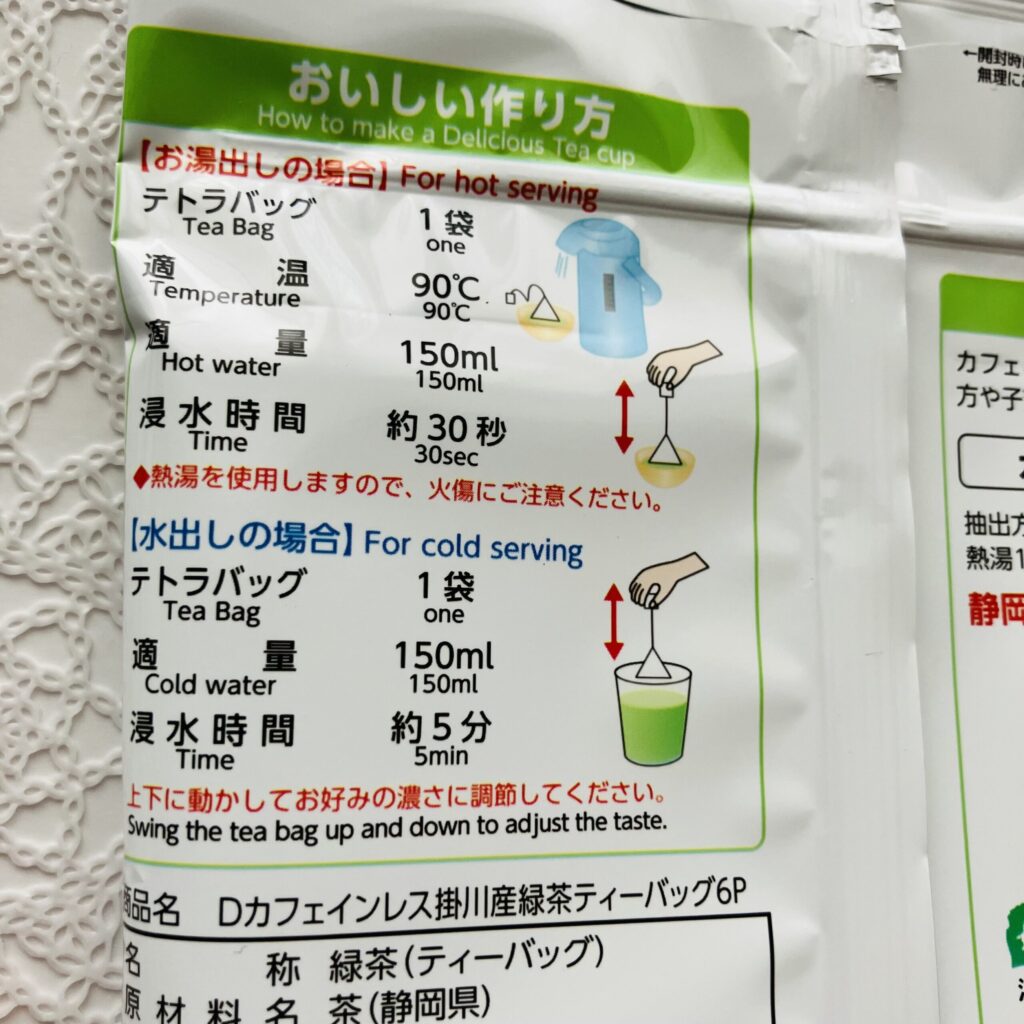 おいしい作り方
How to make a Delicious Tea cup
【お湯出しの場合】For hot serving
テトラバッグ 1袋
Tea Bag one
適温 90℃
Temperature 90℃
適量 150ml
Hot water 150ml
浸水時間 約30秒
Time 30sec
◆熱湯を使用しますので、火傷にご注意ください。
【水出しの場合】For cold serving
テトラバッグ 1袋
Tea Bag one
適量 150ml
Cold water 150ml
浸水時間 約5分
Time 5min
上下に動かしてお好みの濃さに調節してください。
Swing the tea bag up and down to adjust the taste.
商品名 Dカフェインレス掛川産緑茶ティーバッグ6P
名称 緑茶(ティーバッグ)
原材料名 茶(静岡県)
←開封時
無理に
カフェ
方や子
抽出方
熱湯1
静岡